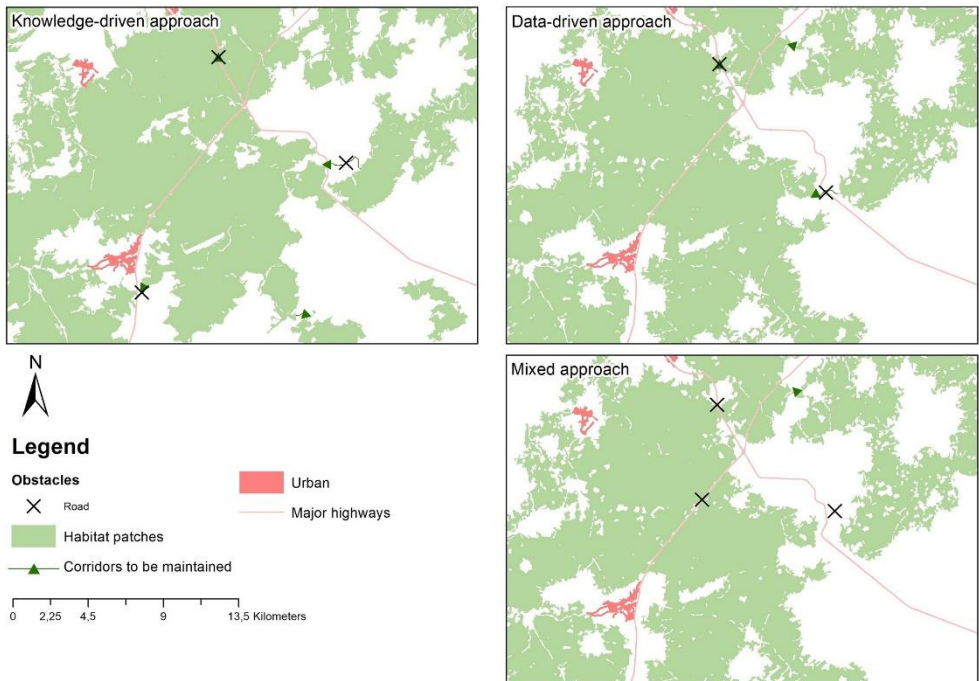 Knowledge-driven approach
Data-driven approach
Mixed approach
N
Legend
Obstacles
Road
Habitat patches
Corridors to be maintained
Urban
Major highways
0 2,25 4,5 9 13,5 Kilometers